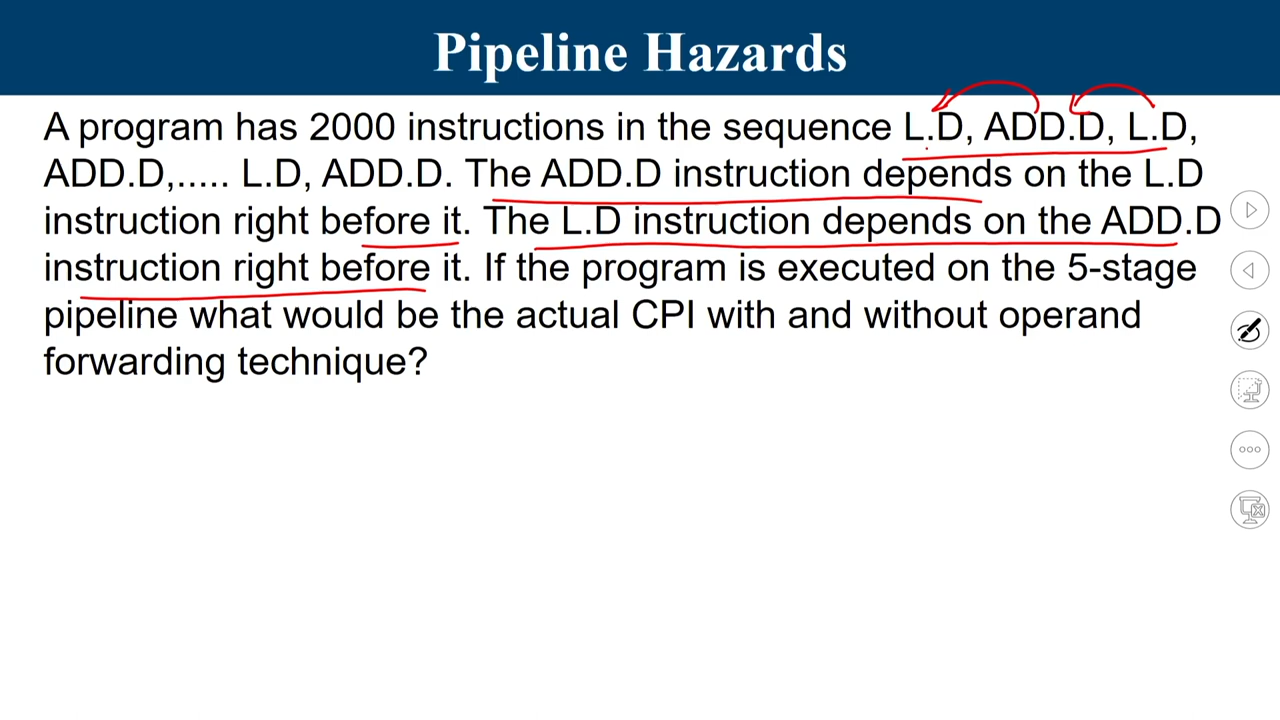 Pipeline Hazards
A program has 2000 instructions in the sequence L.D, ADD.D, L.D,
ADD.D,..... L.D, ADD.D. The ADD.D instruction depends on the L.D
instruction right before it. The L.D instruction depends on the ADD.D
instruction right before it. If the program is executed on the 5-stage
pipeline what would be the actual CPI with and without operand
forwarding technique?